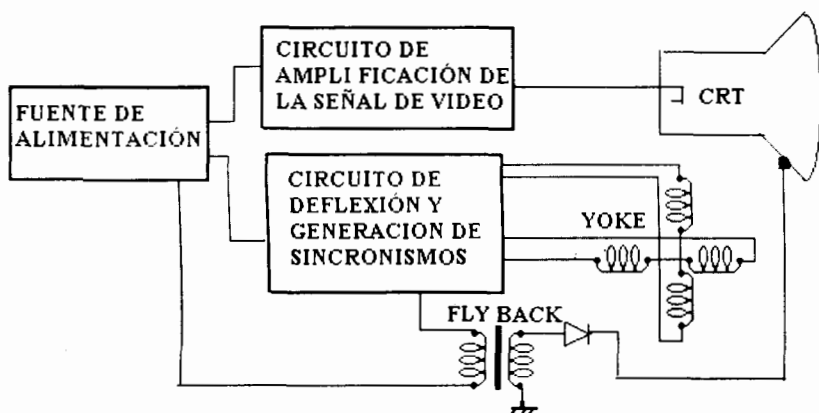 CIRCUITO DE
AMPLI FICACIÓN DE
LA SEÑAL DE VIDEO
CRT
FUENTE DE
ALIMENTACIÓN
CIRCUITO DE
DEFLEXIÓN Y
GENERACION DE
SINCRONISMOS
YOKE
FLY BACK